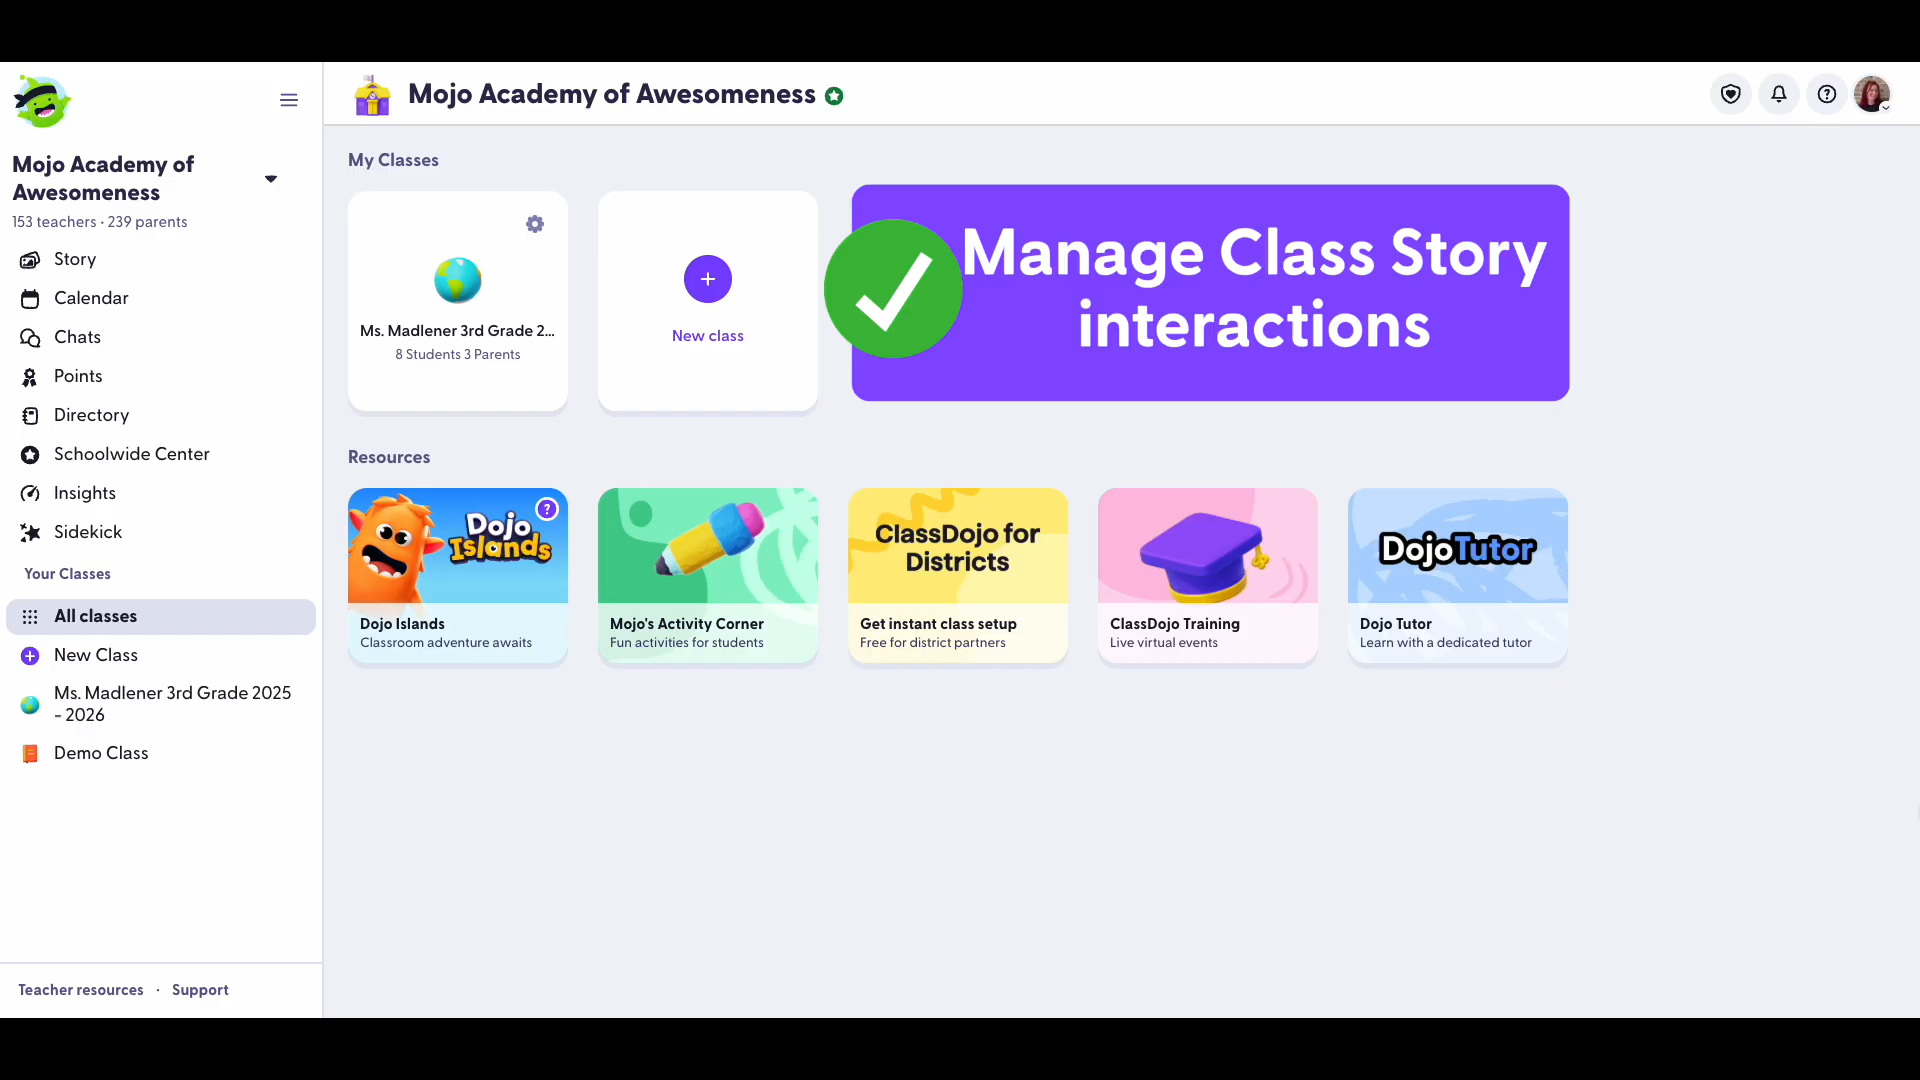 Mojo Academy of
Awesomeness
153 teachers · 239 parents
Story
Calendar
Chats
Points
Directory
Schoolwide Center
Insights
Sidekick
Your Classes
All classes
New Class
Ms. Madlener 3rd Grade 2025
- 2026
Demo Class
Teacher resources · Support
Mojo Academy of Awesomeness
My Classes
Ms. Madlener 3rd Grade 2...
8 Students 3 Parents
+
New class
Manage Class Story
interactions
Resources
Dojo
Islands
?
Dojo Islands
Classroom adventure awaits
Mojo's Activity Corner
Fun activities for students
ClassDojo for
Districts
Get instant class setup
Free for district partners
ClassDojo Training
Live virtual events
DojoTutor
Dojo Tutor
Learn with a dedicated tutor